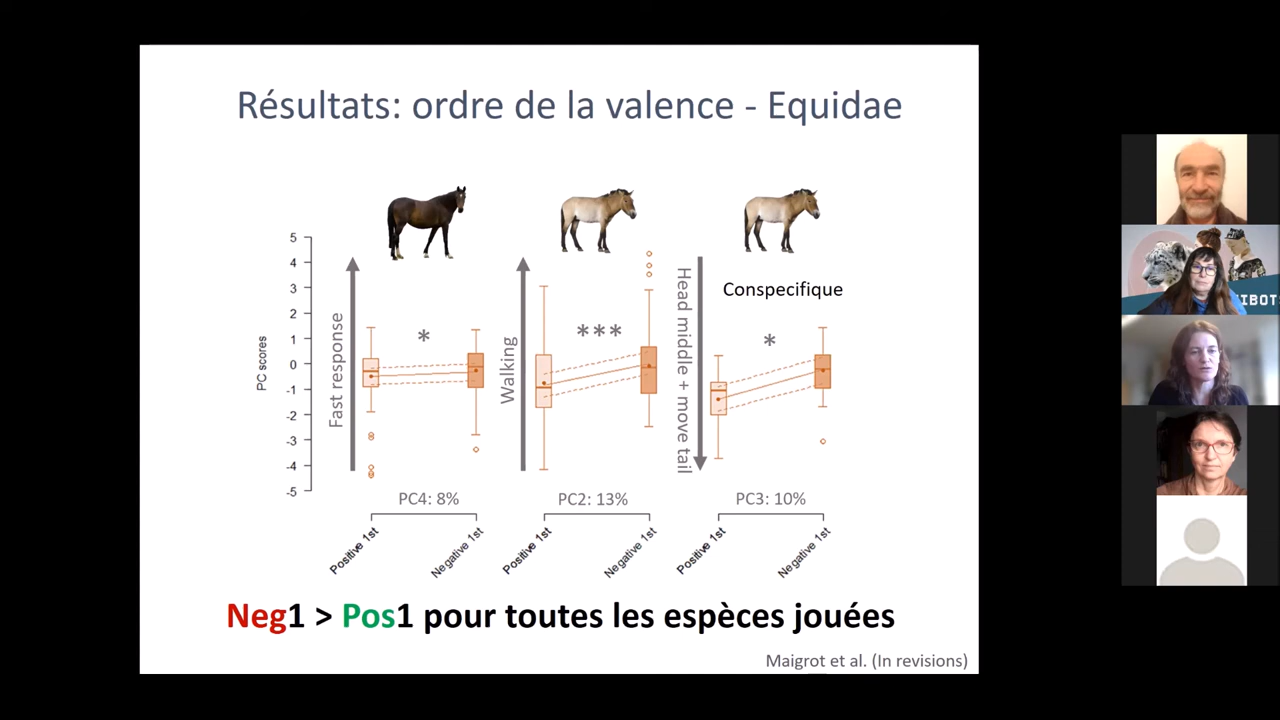 Résultats: ordre de la valence - Equidae
Conspecifique
5
4
3
2
1
0
-1
-2
-3
-4
-5
PC scores
Fast response
*
Walking
***
Head middle + move tail
*
PC4: 8%
PC2: 13%
PC3: 10%
Positive 1st
Negative 1st
Positive 1st
Negative 1st
Positive 1st
Negative 1st
Neg1 > Pos1 pour toutes les espèces jouées
Maigrot et al. (In revisions)
IBOT